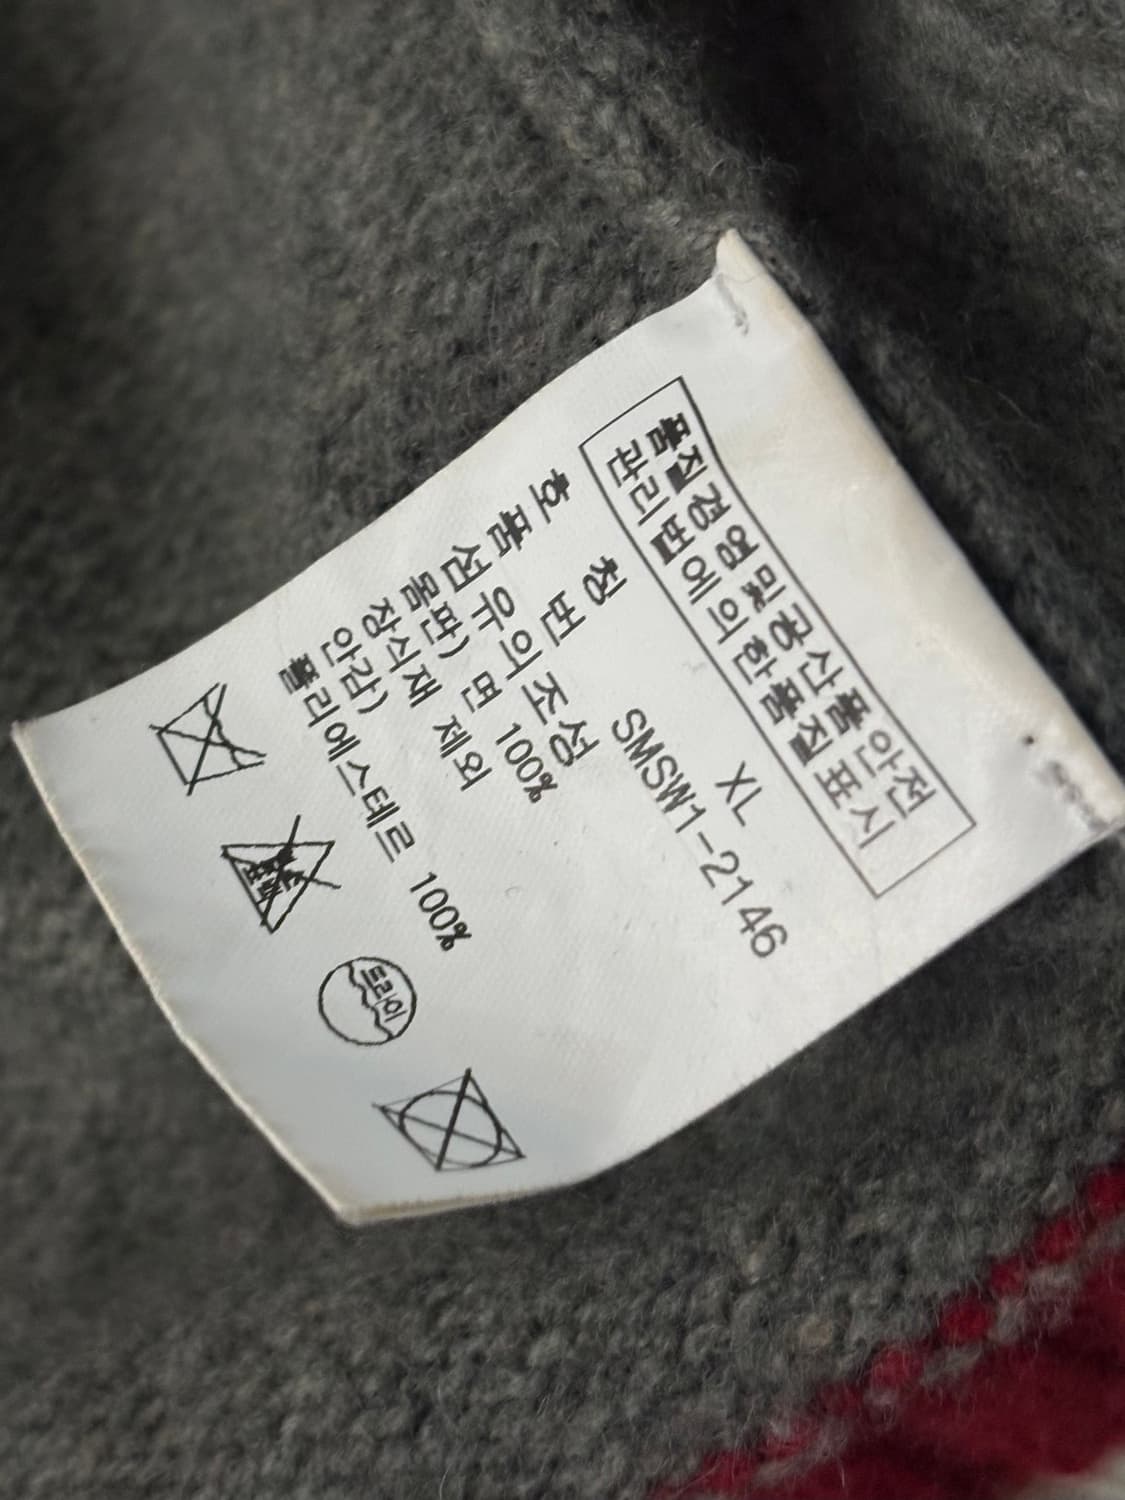 품질경영및공산품안전
관리법에의한품질표시
호 칭 XL
품 번 SMSW1-2146
섬유의조성
몸판) 면 100%
장식재 제외
안감)
폴리에스테르 100%
드라이